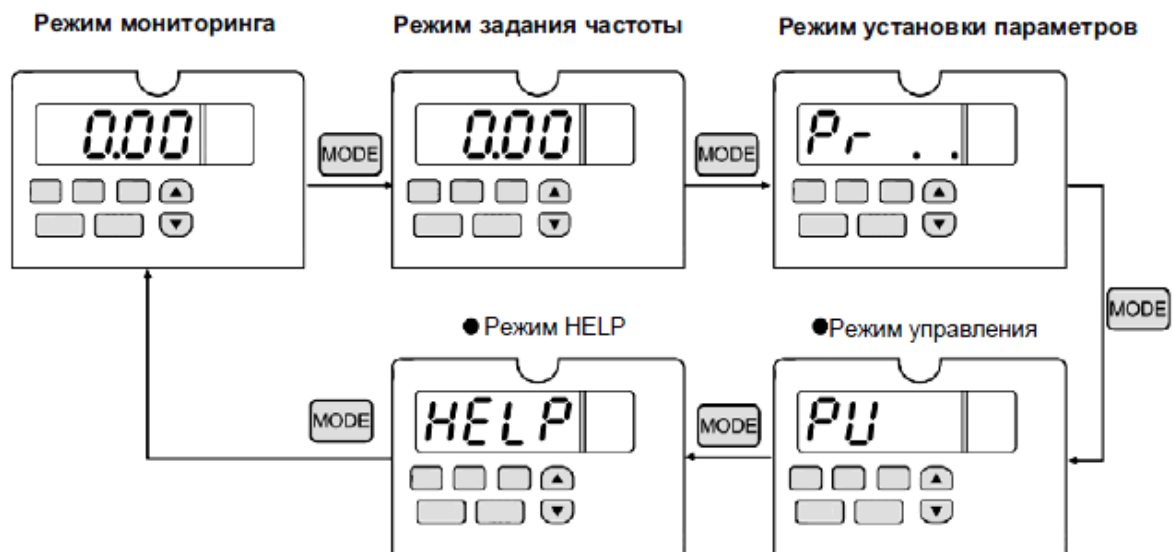 Режим мониторинга
Режим задания частоты
Режим установки параметров
0.00
MODE
0.00
MODE
Pr . .
MODE
● Режим HELP
●Режим управления
MODE
HELP
MODE
PU